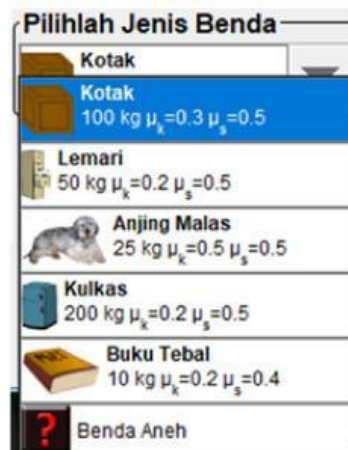 Pilihlah Jenis Benda
Kotak
Kotak
100 kg μk=0.3 μs=0.5
Lemari
50 kg μk=0.2 μs=0.5
Anjing Malas
25 kg μk=0.5 μs=0.5
Kulkas
200 kg μk=0.2 μs=0.5
Buku Tebal
10 kg μk=0.2 μs=0.4
? Benda Aneh